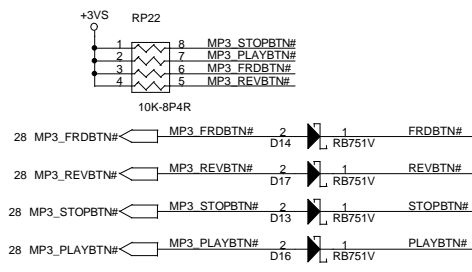 +3VS RP22
1 8 MP3_STOPBTN#
2 7 MP3_PLAYBTN#
3 6 MP3_FRDBTN#
4 5 MP3_REVBTN#
10K-8P4R
28 MP3_FRDBTN# MP3_FRDBTN# 2 1 FRDBTN#
D14 RB751V
28 MP3_REVBTN# MP3_REVBTN# 2 1 REVBTN#
D17 RB751V
28 MP3_STOPBTN# MP3_STOPBTN# 2 1 STOPBTN#
D13 RB751V
28 MP3_PLAYBTN# MP3_PLAYBTN# 2 1 PLAYBTN#
D16 RB751V